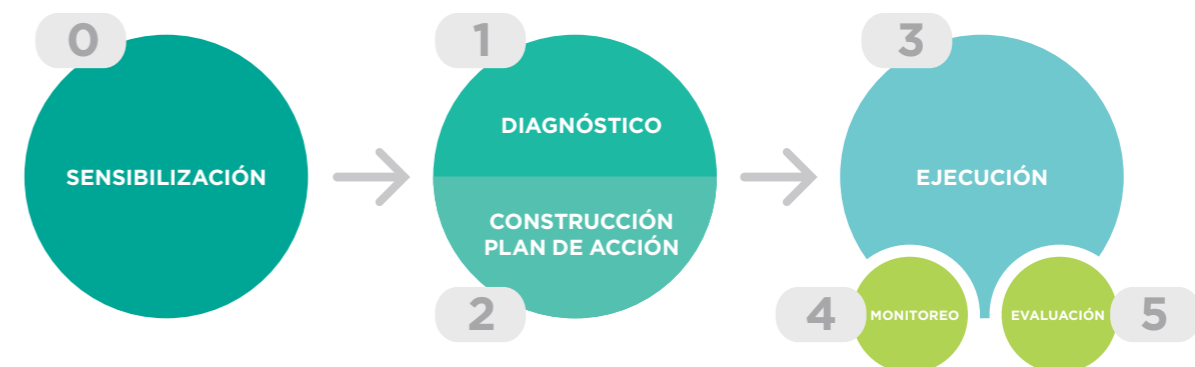 0
SENSIBILIZACIÓN
1
DIAGNÓSTICO
CONSTRUCCIÓN
PLAN DE ACCIÓN
2
3
EJECUCIÓN
4
MONITOREO
EVALUACIÓN
5